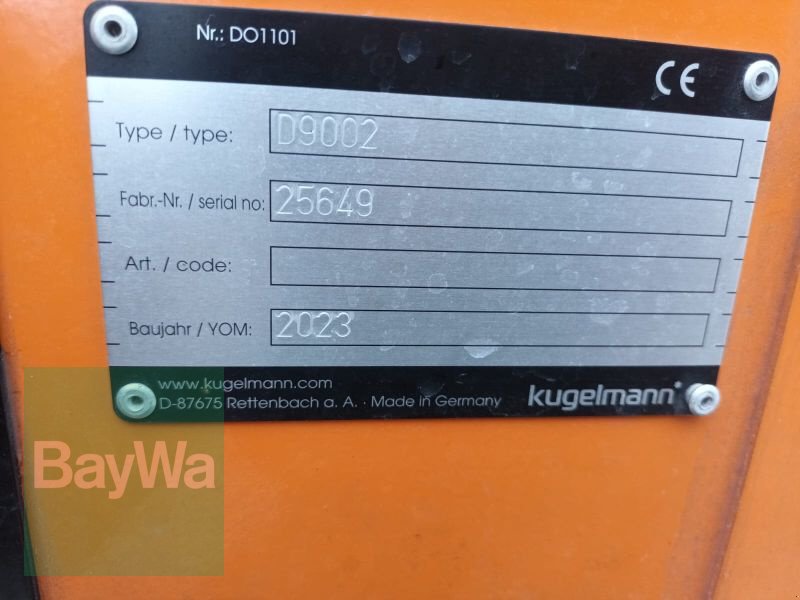 Nr.: DO1101
CE
Type / type: D9002
Fabr.-Nr. / serial no: 25649
Art. / code:
Baujahr / YOM: 2023
www.kugelmann.com
D-87675 Rettenbach a. A. · Made in Germany
kugelmann
BayWa